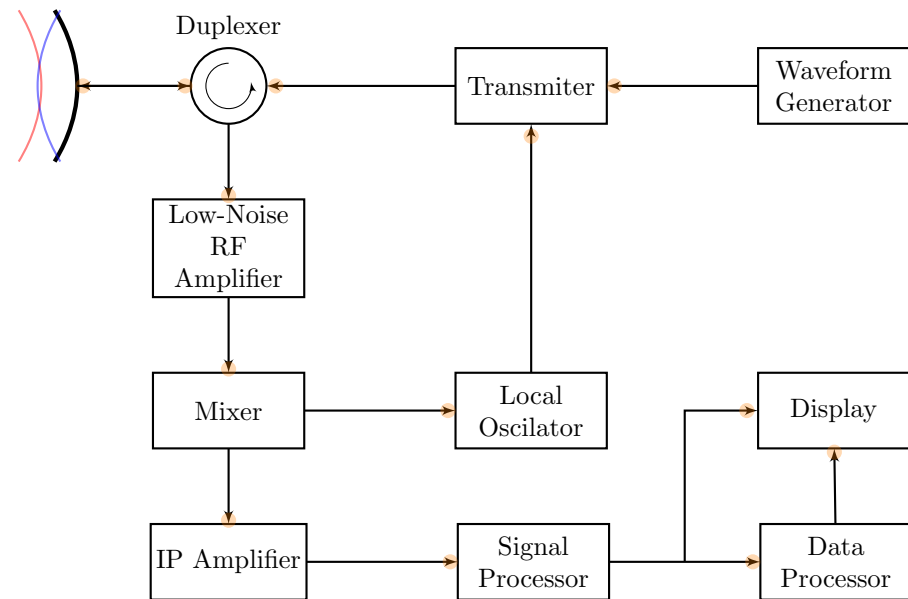 Duplexer
Transmiter
Waveform
Generator
Low-Noise
RF
Amplifier
Mixer
Local
Oscilator
Display
IP Amplifier
Signal
Processor
Data
Processor